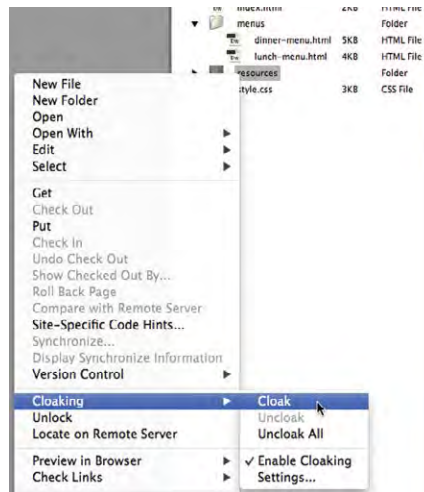 index.html 2KB HTML File
menus Folder
dinner-menu.html 5KB HTML File
lunch-menu.html 4KB HTML File
resources Folder
style.css 3KB CSS File
New File
New Folder
Open
Open With
Edit
Select
Get
Check Out
Put
Check In
Undo Check Out
Show Checked Out By...
Roll Back Page
Compare with Remote Server
Site-Specific Code Hints...
Synchronize...
Display Synchronize Information
Version Control
Cloaking
Unlock
Locate on Remote Server
Preview in Browser
Check Links
Cloak
Uncloak
Uncloak All
✓ Enable Cloaking
Settings...